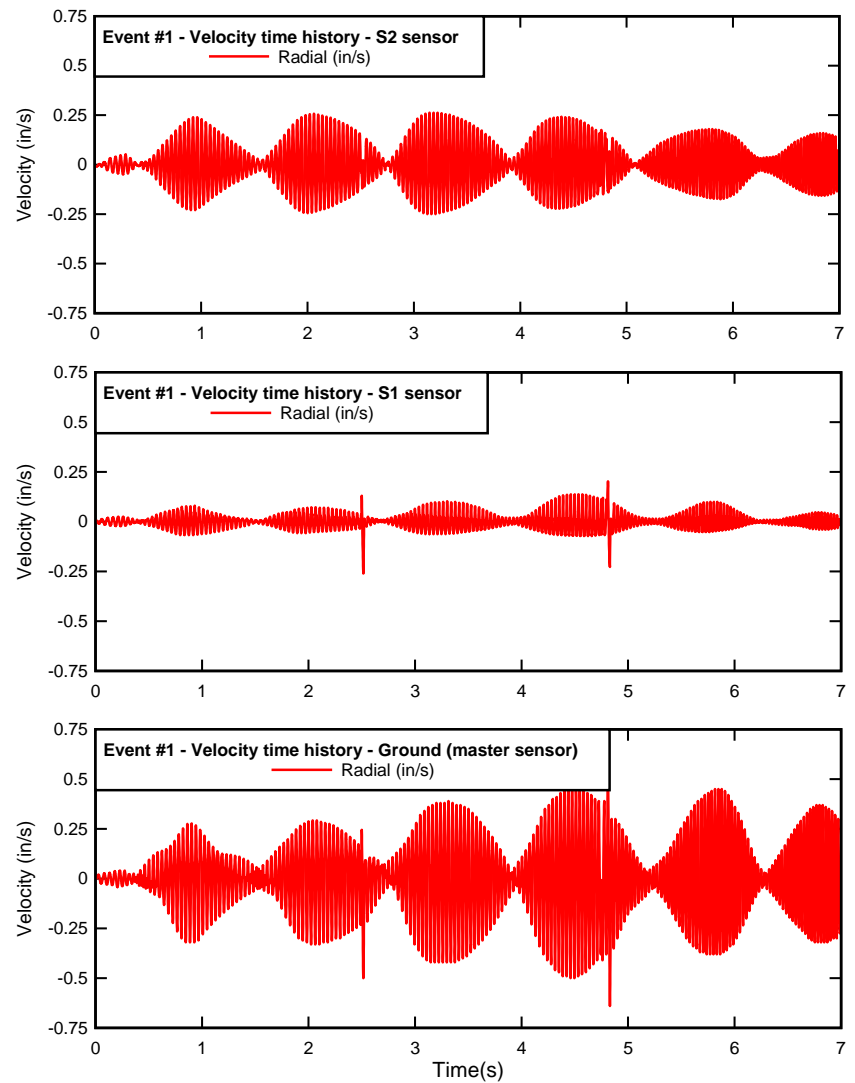 Event #1 - Velocity time history - S2 sensor
Radial (in/s)
Velocity (in/s)
0.75
0.5
0.25
0
-0.25
-0.5
-0.75
0 1 2 3 4 5 6 7
Event #1 - Velocity time history - S1 sensor
Radial (in/s)
Velocity (in/s)
0.75
0.5
0.25
0
-0.25
-0.5
-0.75
0 1 2 3 4 5 6 7
Event #1 - Velocity time history - Ground (master sensor)
Radial (in/s)
Velocity (in/s)
0.75
0.5
0.25
0
-0.25
-0.5
-0.75
0 1 2 3 4 5 6 7
Time(s)